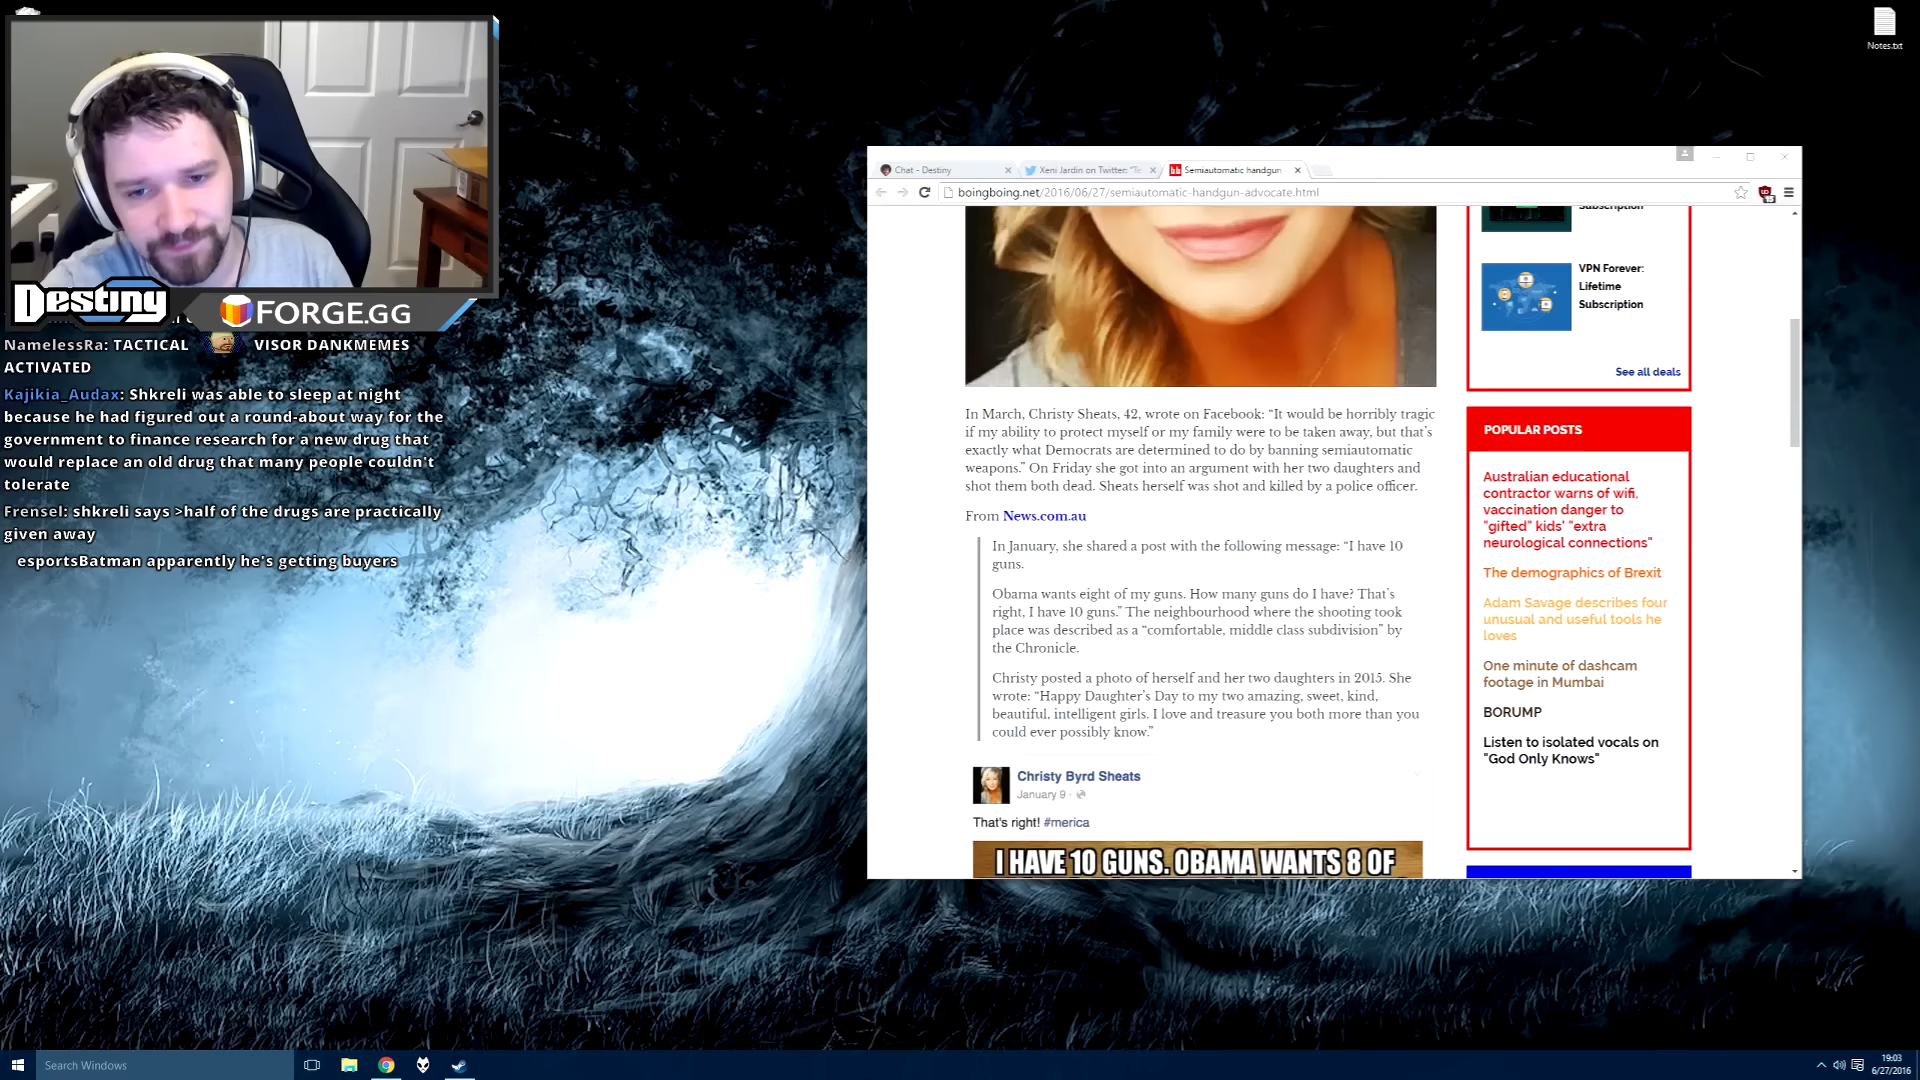 Notes.txt
Destiny
FORGE.GG
NamelessRa: TACTICAL VISOR DANKMEMES
ACTIVATED
Kajikia_Audax: Shkreli was able to sleep at night
because he had figured out a round-about way for the
government to finance research for a new drug that
would replace an old drug that many people couldn't
tolerate
Frensel: shkreli says >half of the drugs are practically
given away
esportsBatman apparently he's getting buyers
Chat - Destiny
Xeni Jardin on Twitter: "Te
Semiautomatic handgun
boingboing.net/2016/06/27/semiautomatic-handgun-advocate.html
In March, Christy Sheats, 42, wrote on Facebook: “It would be horribly tragic
if my ability to protect myself or my family were to be taken away, but that’s
exactly what Democrats are determined to do by banning semiautomatic
weapons.” On Friday she got into an argument with her two daughters and
shot them both dead. Sheats herself was shot and killed by a police officer.
From News.com.au
In January, she shared a post with the following message: “I have 10
guns.
Obama wants eight of my guns. How many guns do I have? That’s
right, I have 10 guns.” The neighbourhood where the shooting took
place was described as a “comfortable, middle class subdivision” by
the Chronicle.
Christy posted a photo of herself and her two daughters in 2015. She
wrote: “Happy Daughter’s Day to my two amazing, sweet, kind,
beautiful, intelligent girls. I love and treasure you both more than you
could ever possibly know.”
Christy Byrd Sheats
January 9 ·
That's right! #merica
I HAVE 10 GUNS. OBAMA WANTS 8 OF
Subscription
VPN Forever:
Lifetime
Subscription
See all deals
POPULAR POSTS
Australian educational
contractor warns of wifi,
vaccination danger to
"gifted" kids' "extra
neurological connections"
The demographics of Brexit
Adam Savage describes four
unusual and useful tools he
loves
One minute of dashcam
footage in Mumbai
BORUMP
Listen to isolated vocals on
"God Only Knows"
Search Windows
19:03
6/27/2016